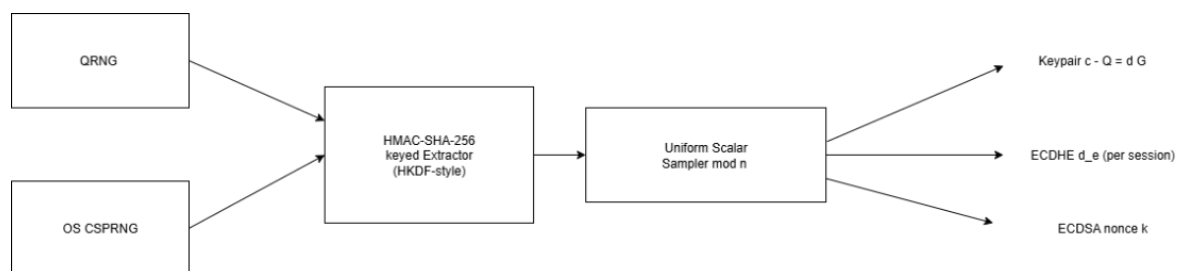 QRNG
OS CSPRNG
HMAC-SHA-256
keyed Extractor
(HKDF-style)
Uniform Scalar
Sampler mod n
Keypair c - Q = d G
ECDHE d_e (per session)
ECDSA nonce k